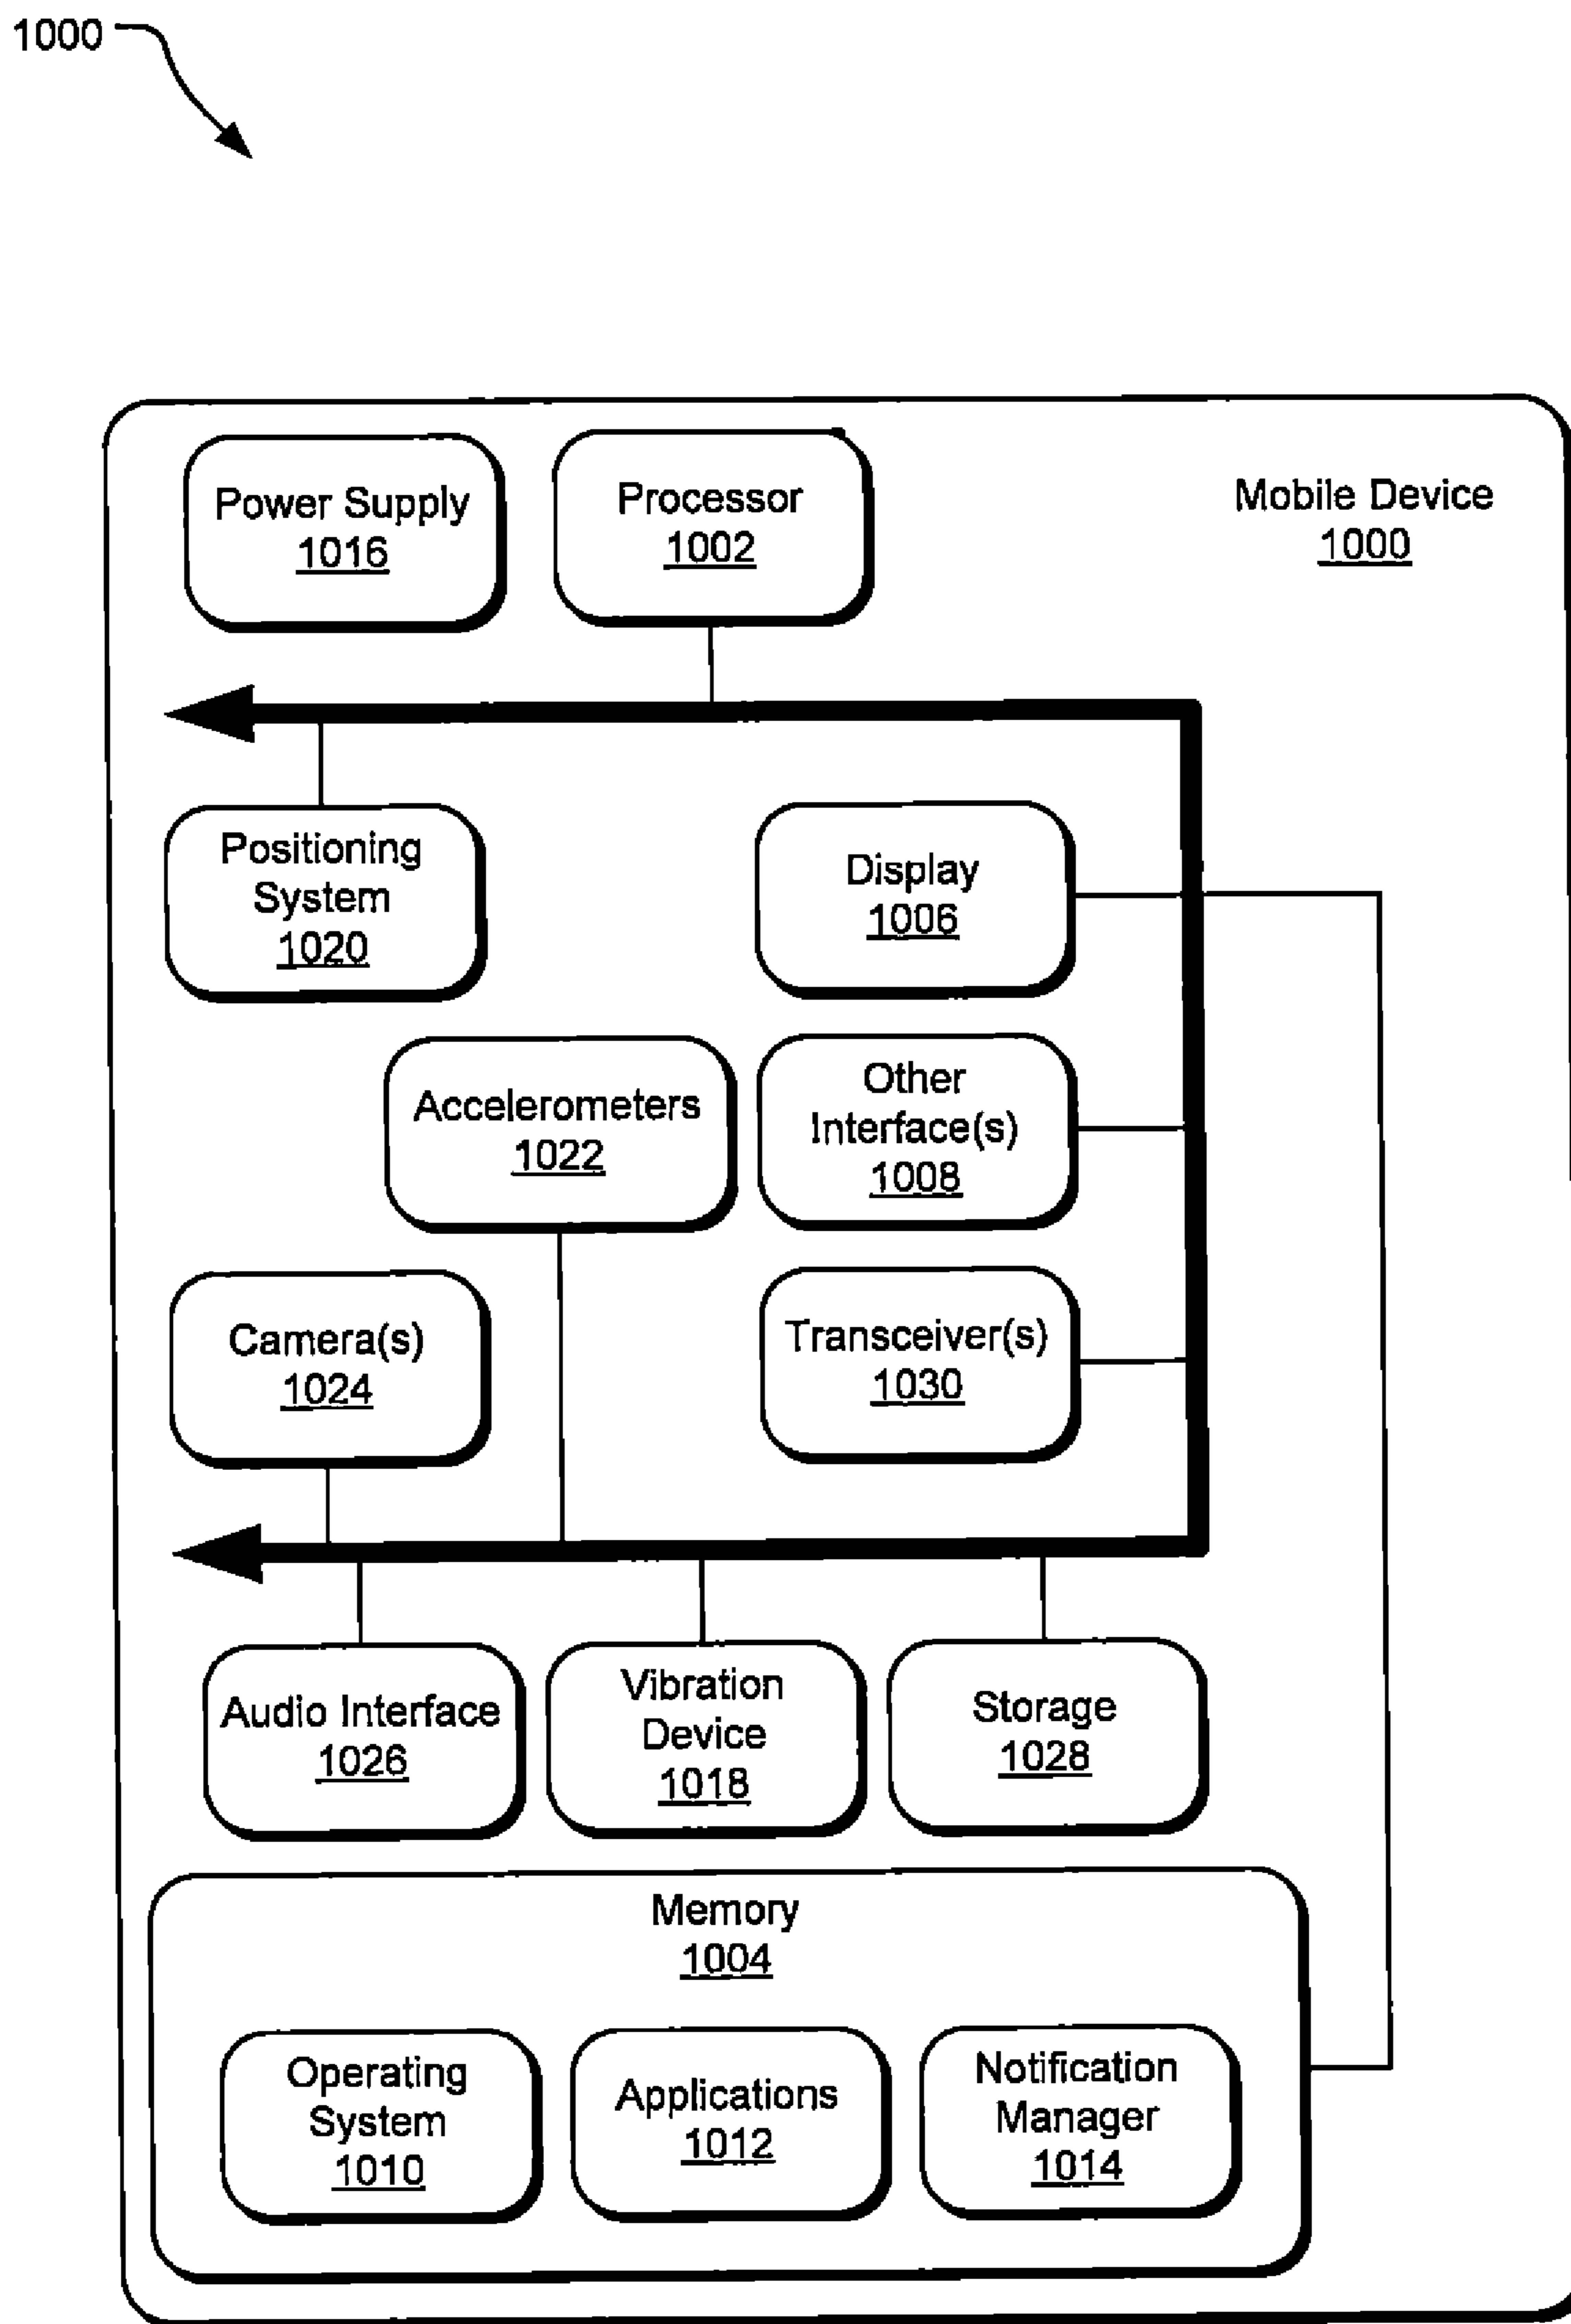 1000
Power Supply
1016
Processor
1002
Mobile Device
1000
Positioning
System
1020
Display
1006
Accelerometers
1022
Other
Interface(s)
1008
Camera(s)
1024
Transceiver(s)
1030
Audio Interface
1026
Vibration
Device
1018
Storage
1028
Memory
1004
Operating
System
1010
Applications
1012
Notification
Manager
1014